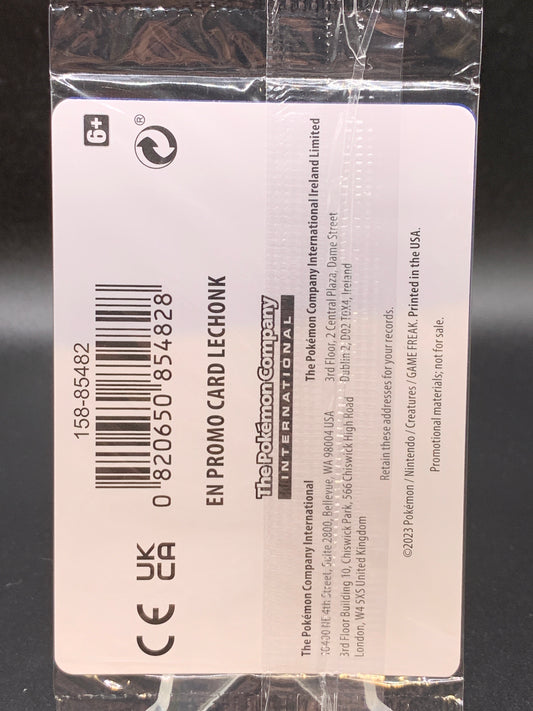 CE
UK
CA
158-85482
0 820650 854828
6+
®
EN PROMO CARD LECHONK
The Pokémon Company
INTERNATIONAL
The Pokémon Company International
10400 NE 4th Street, Suite 2800, Bellevue, WA 98004 USA
3rd Floor Building 10, Chiswick Park, 566 Chiswick High Road
London, W4 5XS United Kingdom
The Pokémon Company International Ireland Limited
3rd Floor, 2 Central Plaza, Dame Street
Dublin 2, D02 T0X4, Ireland
Retain these addresses for your records.
©2023 Pokémon / Nintendo / Creatures / GAME FREAK. Printed in the USA.
Promotional materials; not for sale.